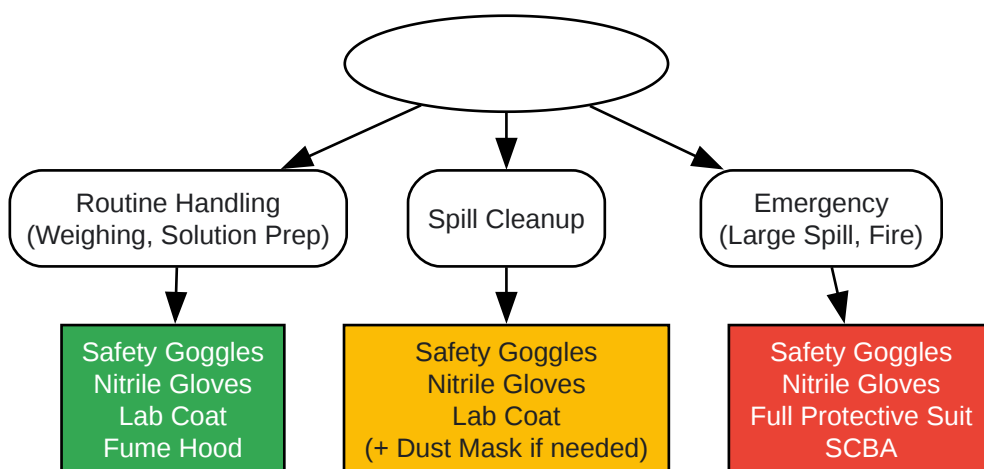 Routine Handling
(Weighing, Solution Prep)
Spill Cleanup
Emergency
(Large Spill, Fire)
Safety Goggles
Nitrile Gloves
Lab Coat
Fume Hood
Safety Goggles
Nitrile Gloves
Lab Coat
(+ Dust Mask if needed)
Safety Goggles
Nitrile Gloves
Full Protective Suit
SCBA